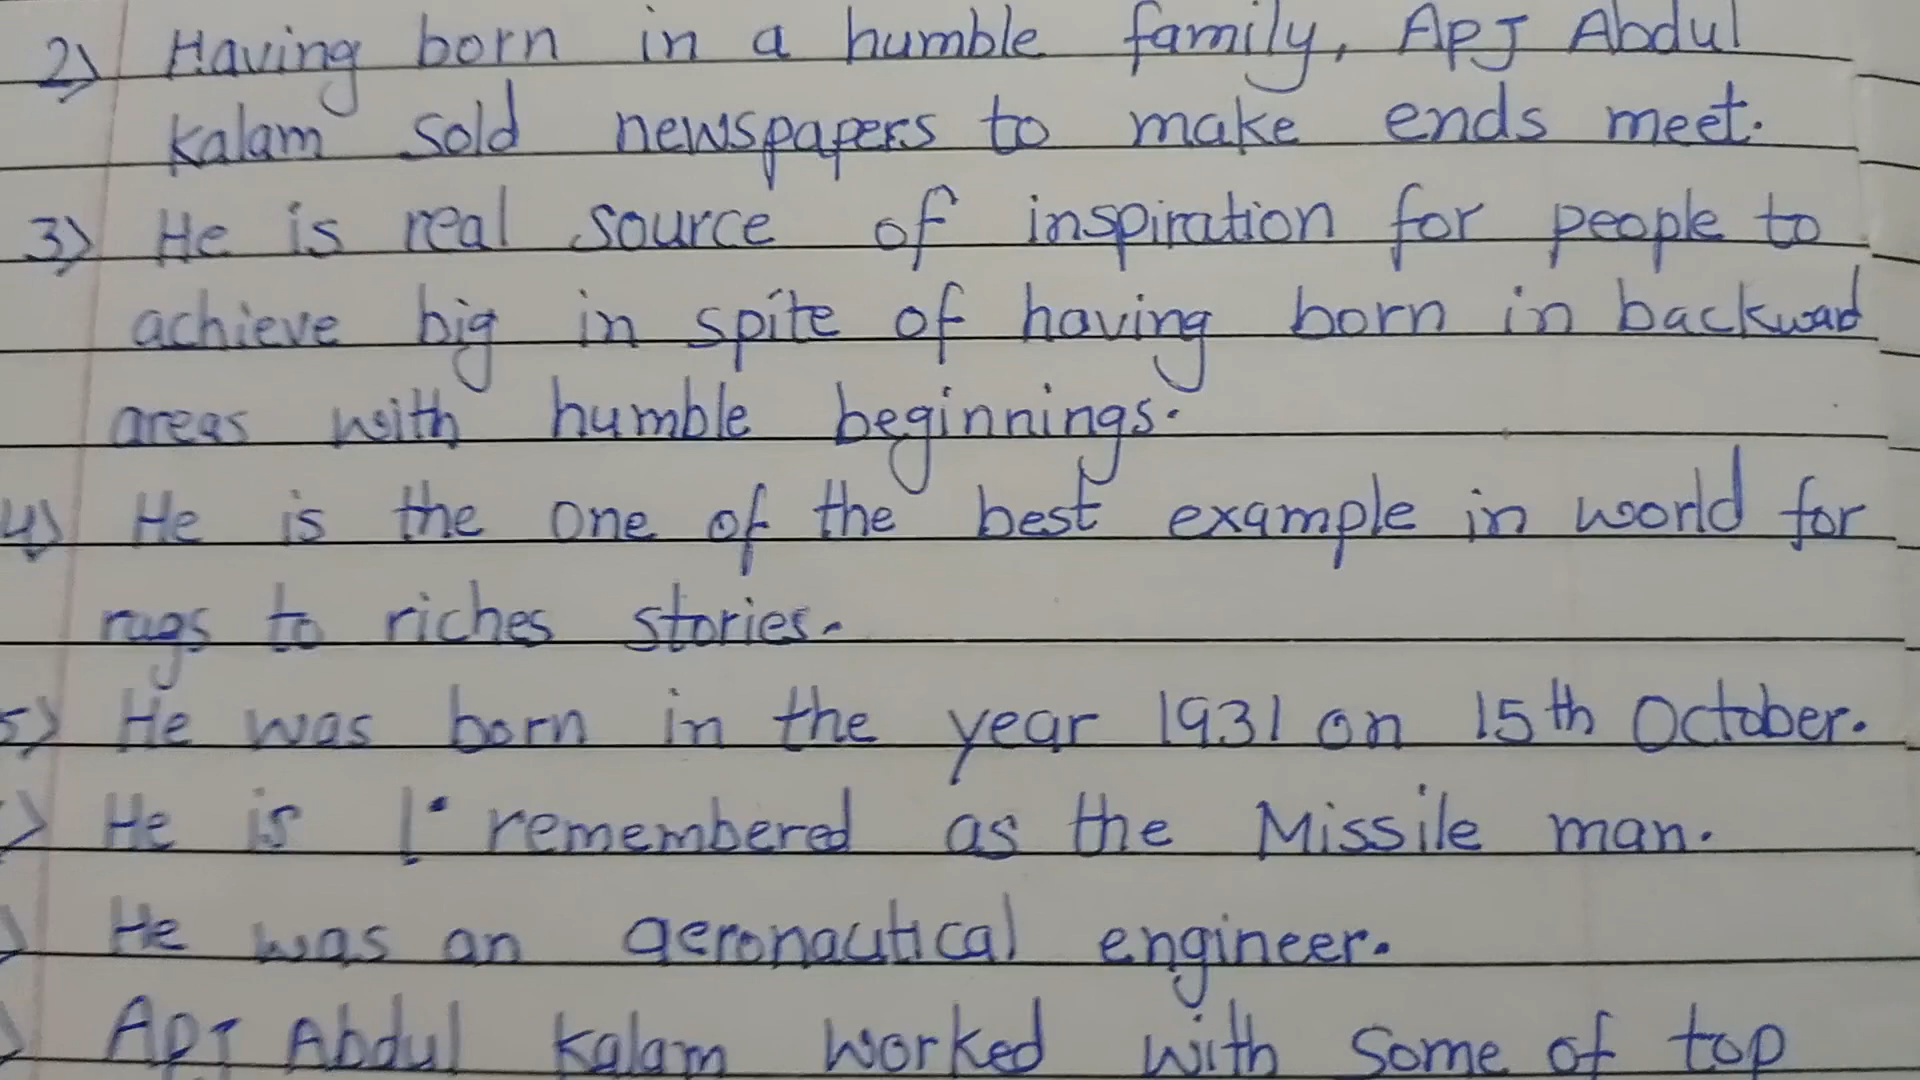 2) Having born in a humble family, APJ Abdul
Kalam sold newspapers to make ends meet.
3) He is real source of inspiration for people to
achieve big in spite of having born in backward
areas with humble beginnings.
4) He is the one of the best example in world for
rags to riches stories.
5) He was born in the year 1931 on 15th October.
) He is remembered as the Missile man.
) He was an aeronautical engineer.
) APJ Abdul Kalam worked with some of top